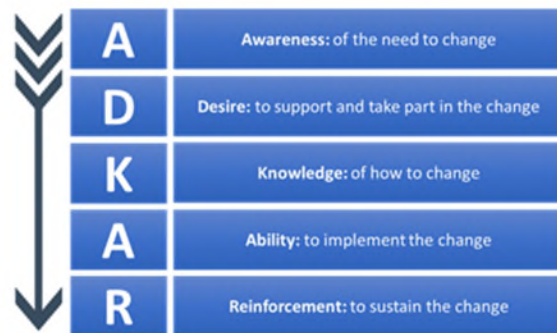 A Awareness: of the need to change
D Desire: to support and take part in the change
K Knowledge: of how to change
A Ability: to implement the change
R Reinforcement: to sustain the change